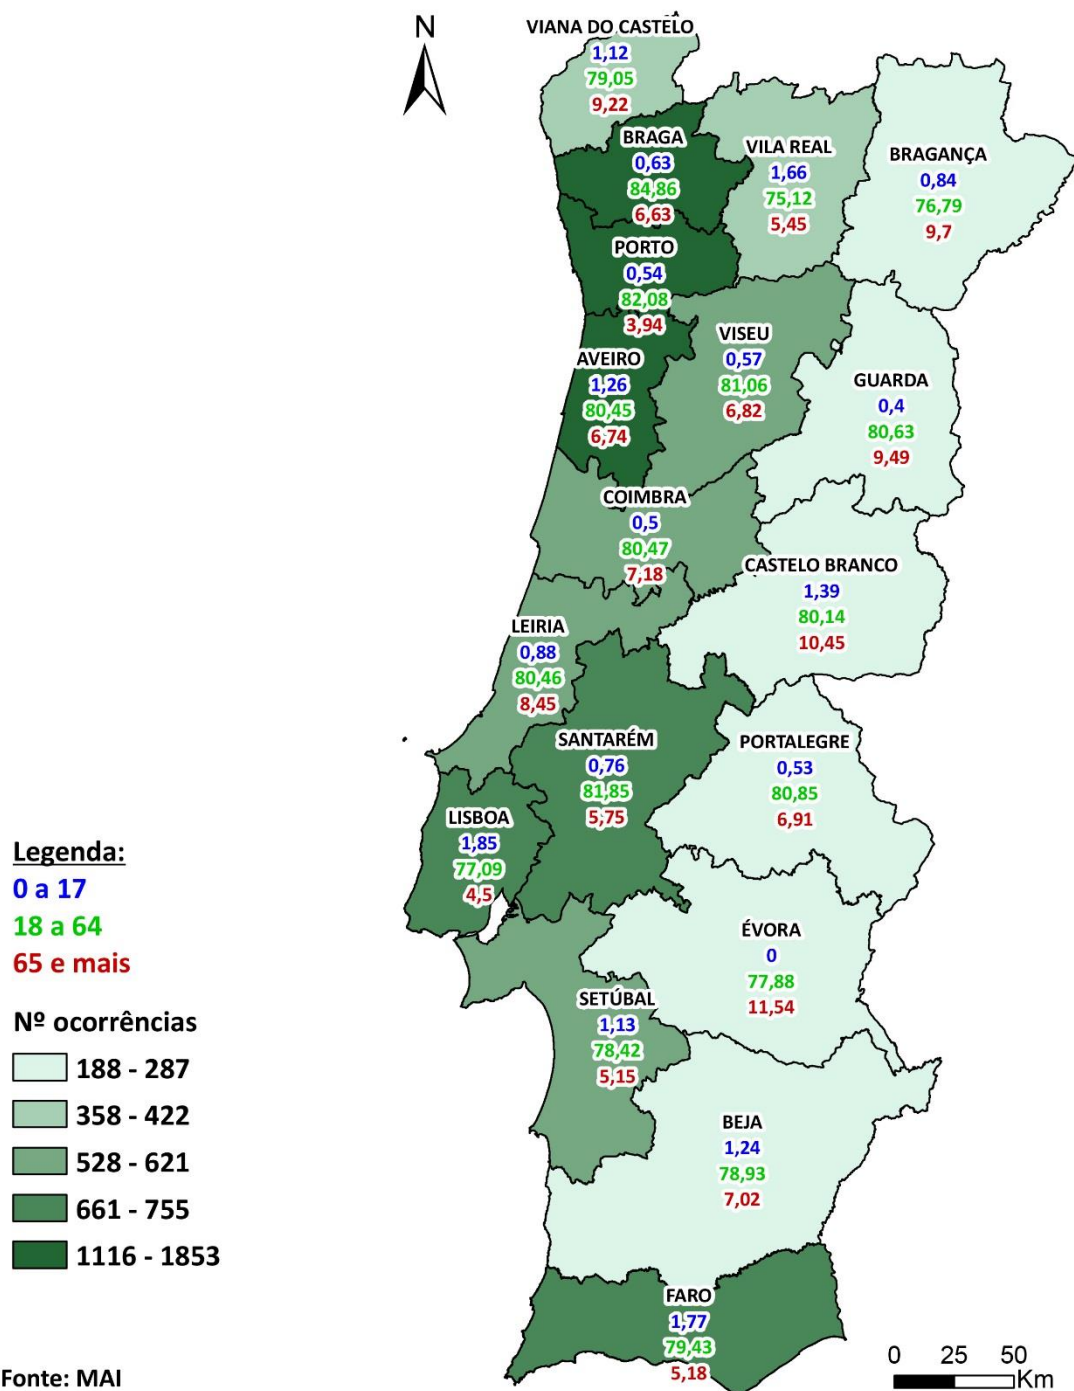 N
VIANA DO CASTELO
1,12
79,05
9,22
BRAGA
0,63
84,86
6,63
VILA REAL
1,66
75,12
5,45
BRAGANÇA
0,84
76,79
9,7
PORTO
0,54
82,08
3,94
VISEU
0,57
81,06
6,82
AVEIRO
1,26
80,45
6,74
GUARDA
0,4
80,63
9,49
COIMBRA
0,5
80,47
7,18
CASTELO BRANCO
1,39
80,14
10,45
LEIRIA
0,88
80,46
8,45
SANTARÉM
0,76
81,85
5,75
PORTALEGRE
0,53
80,85
6,91
LISBOA
1,85
77,09
4,5
ÉVORA
0
77,88
11,54
SETÚBAL
1,13
78,42
5,15
BEJA
1,24
78,93
7,02
FARO
1,77
79,43
5,18
Legenda:
0 a 17
18 a 64
65 e mais
Nº ocorrências
188 - 287
358 - 422
528 - 621
661 - 755
1116 - 1853
Fonte: MAI
0 25 50
Km